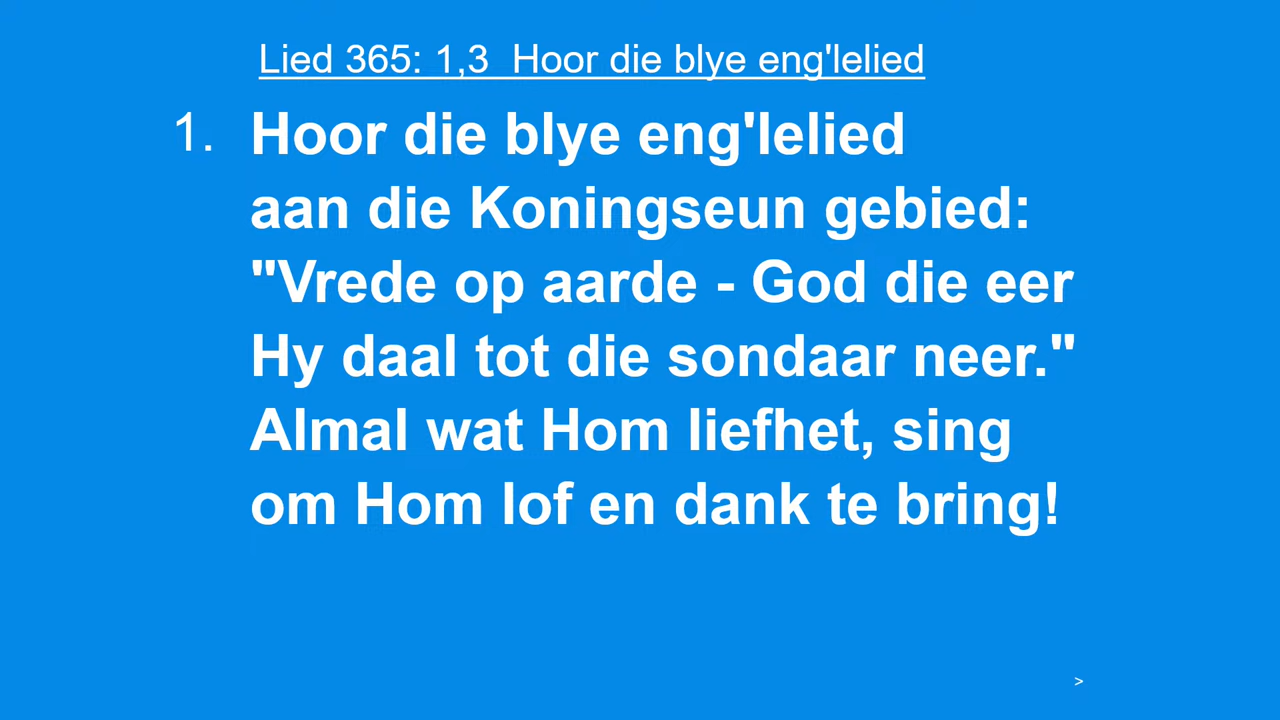 Lied 365: 1,3  Hoor die blye eng'lelied
1. Hoor die blye eng'lelied
aan die Koningseun gebied:
"Vrede op aarde - God die eer
Hy daal tot die sondaar neer."
Almal wat Hom liefhet, sing
om Hom lof en dank te bring!
>